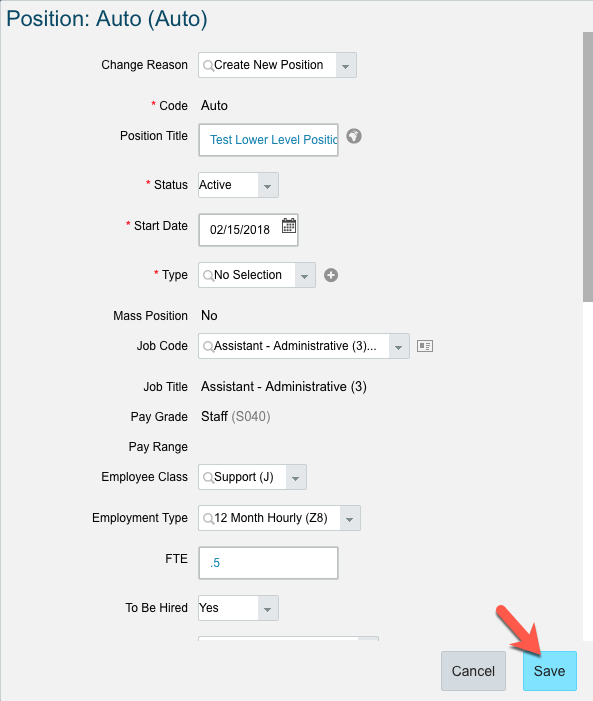 Position: Auto (Auto)
Change Reason Create New Position
* Code Auto
Position Title Test Lower Level Positic
* Status Active
* Start Date 02/15/2018
* Type No Selection
Mass Position No
Job Code Assistant - Administrative (3)...
Job Title Assistant - Administrative (3)
Pay Grade Staff (S040)
Pay Range
Employee Class Support (J)
Employment Type 12 Month Hourly (Z8)
FTE .5
To Be Hired Yes
Cancel Save